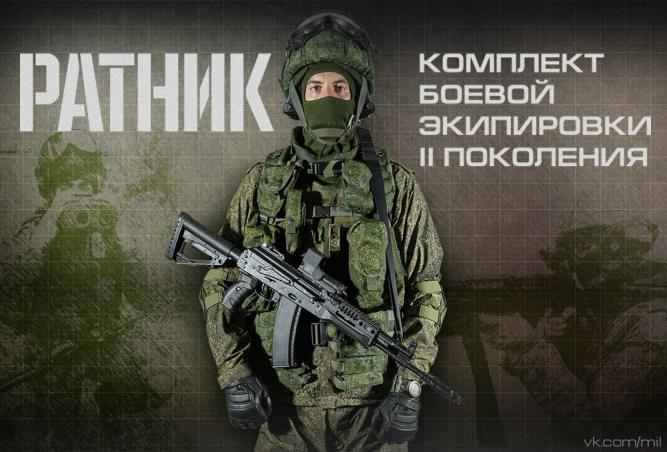 РАТНИК
КОМПЛЕКТ
БОЕВОЙ
ЭКИПИРОВКИ
II ПОКОЛЕНИЯ
vk.com/mil